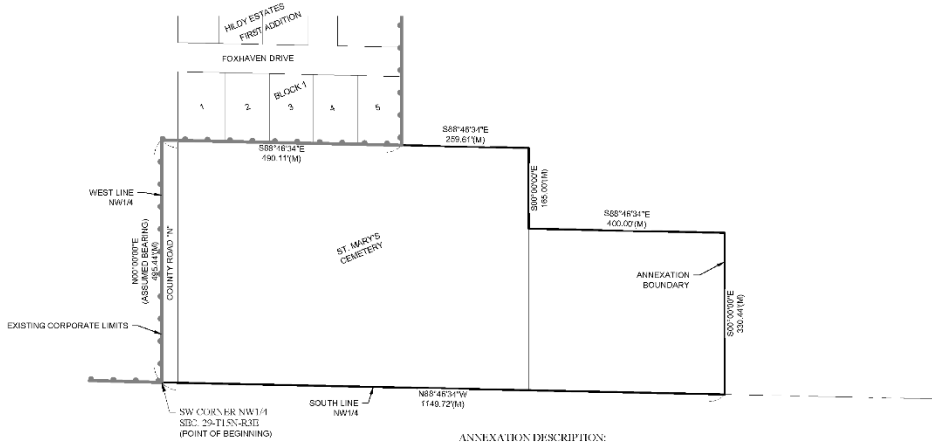 HILDY ESTATES
FIRST ADDITION
FOXHAVEN DRIVE
BLOCK 1
1
2
3
4
5
S88°46'34"E
259.61'(M)
S88°46'34"E
490.11'(M)
S00°00'00"E
165.00'(M)
WEST LINE
NW1/4
S88°46'34"E
400.00'(M)
N00°00'00"E
(ASSUMED BEARING)
495.44'(M)
COUNTY ROAD "N"
ST. MARY'S
CEMETERY
ANNEXATION
BOUNDARY
S00°00'00"E
330.44'(M)
EXISTING CORPORATE LIMITS
SOUTH LINE
NW1/4
N88°46'34"W
1149.72'(M)
SW CORNER NW1/4
SEC. 29-T15N-R3E
(POINT OF BEGINNING)
ANNEXATION DESCRIPTION: